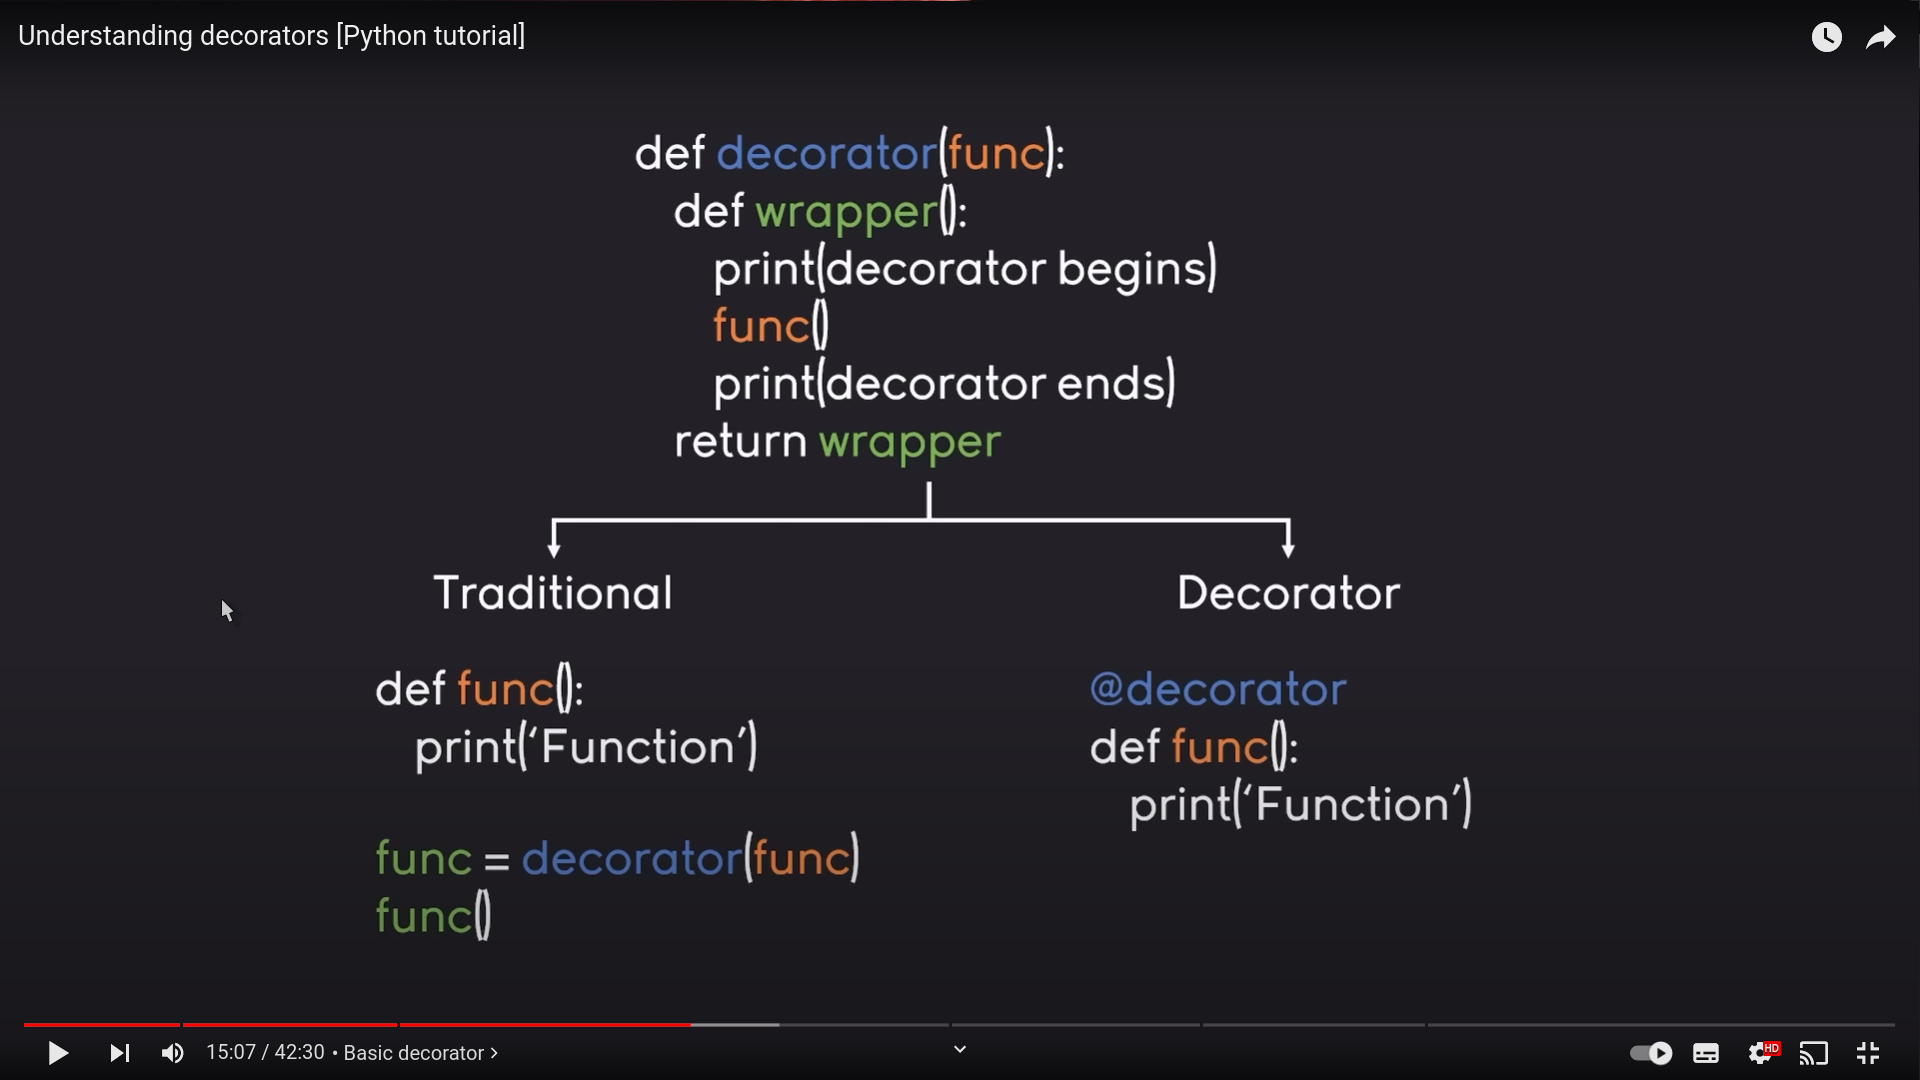 Understanding decorators [Python tutorial]
def decorator(func):
def wrapper():
print(decorator begins)
func()
print(decorator ends)
return wrapper
Traditional
Decorator
def func():
print(‘Function’)
func = decorator(func)
func()
@decorator
def func():
print(‘Function’)
15:07 / 42:30 • Basic decorator >
HD